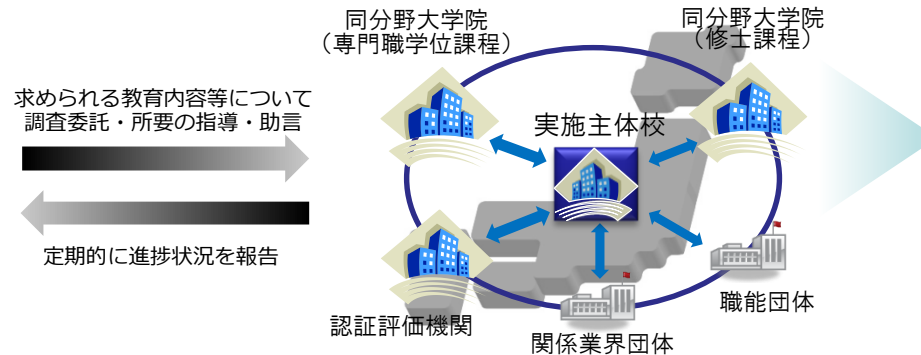 同分野大学院
（専門職学位課程）
同分野大学院
（修士課程）
求められる教育内容等について
調査委託・所要の指導・助言
実施主体校
定期的に進捗状況を報告
認証評価機関
関係業界団体
職能団体